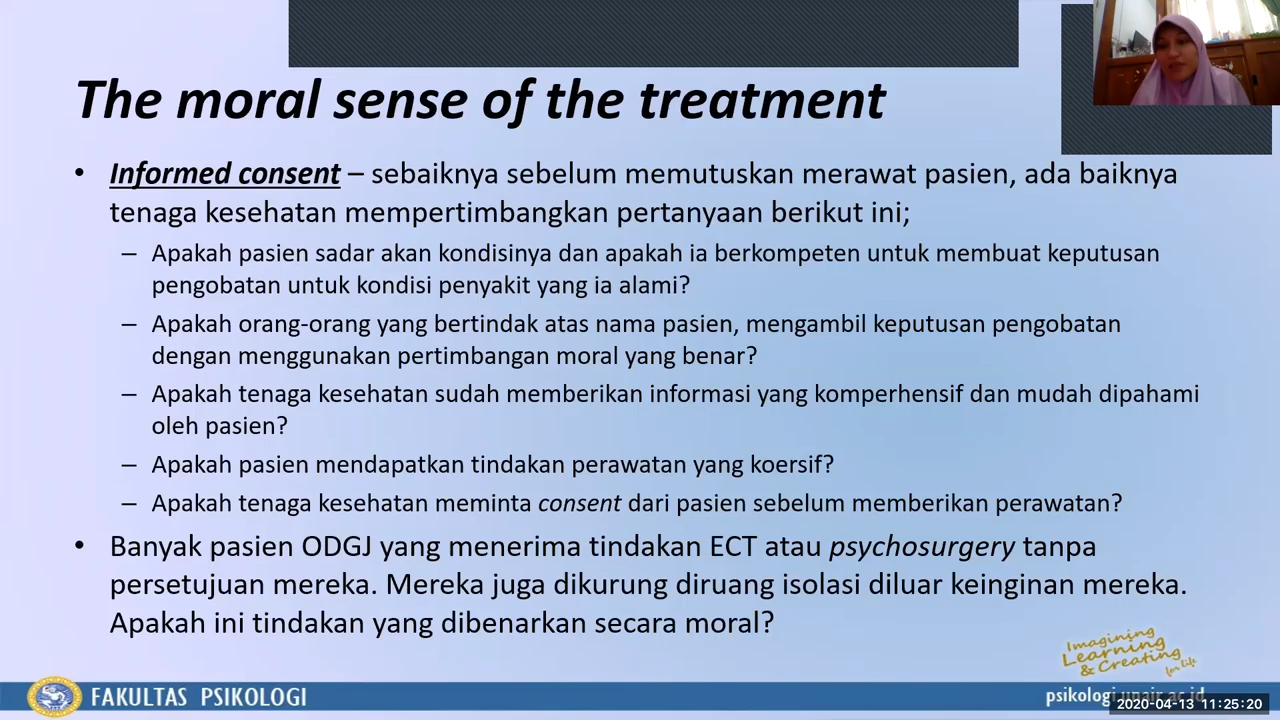 The moral sense of the treatment
• Informed consent – sebaiknya sebelum memutuskan merawat pasien, ada baiknya
tenaga kesehatan mempertimbangkan pertanyaan berikut ini;
– Apakah pasien sadar akan kondisinya dan apakah ia berkompeten untuk membuat keputusan
pengobatan untuk kondisi penyakit yang ia alami?
– Apakah orang-orang yang bertindak atas nama pasien, mengambil keputusan pengobatan
dengan menggunakan pertimbangan moral yang benar?
– Apakah tenaga kesehatan sudah memberikan informasi yang komperhensif dan mudah dipahami
oleh pasien?
– Apakah pasien mendapatkan tindakan perawatan yang koersif?
– Apakah tenaga kesehatan meminta consent dari pasien sebelum memberikan perawatan?
• Banyak pasien ODGJ yang menerima tindakan ECT atau psychosurgery tanpa
persetujuan mereka. Mereka juga dikurung diruang isolasi diluar keinginan mereka.
Apakah ini tindakan yang dibenarkan secara moral?
Imagining
Learning
& Creating
for life
FAKULTAS PSIKOLOGI
psikologi.unair.ac.id
2020-04-13 11:25:20